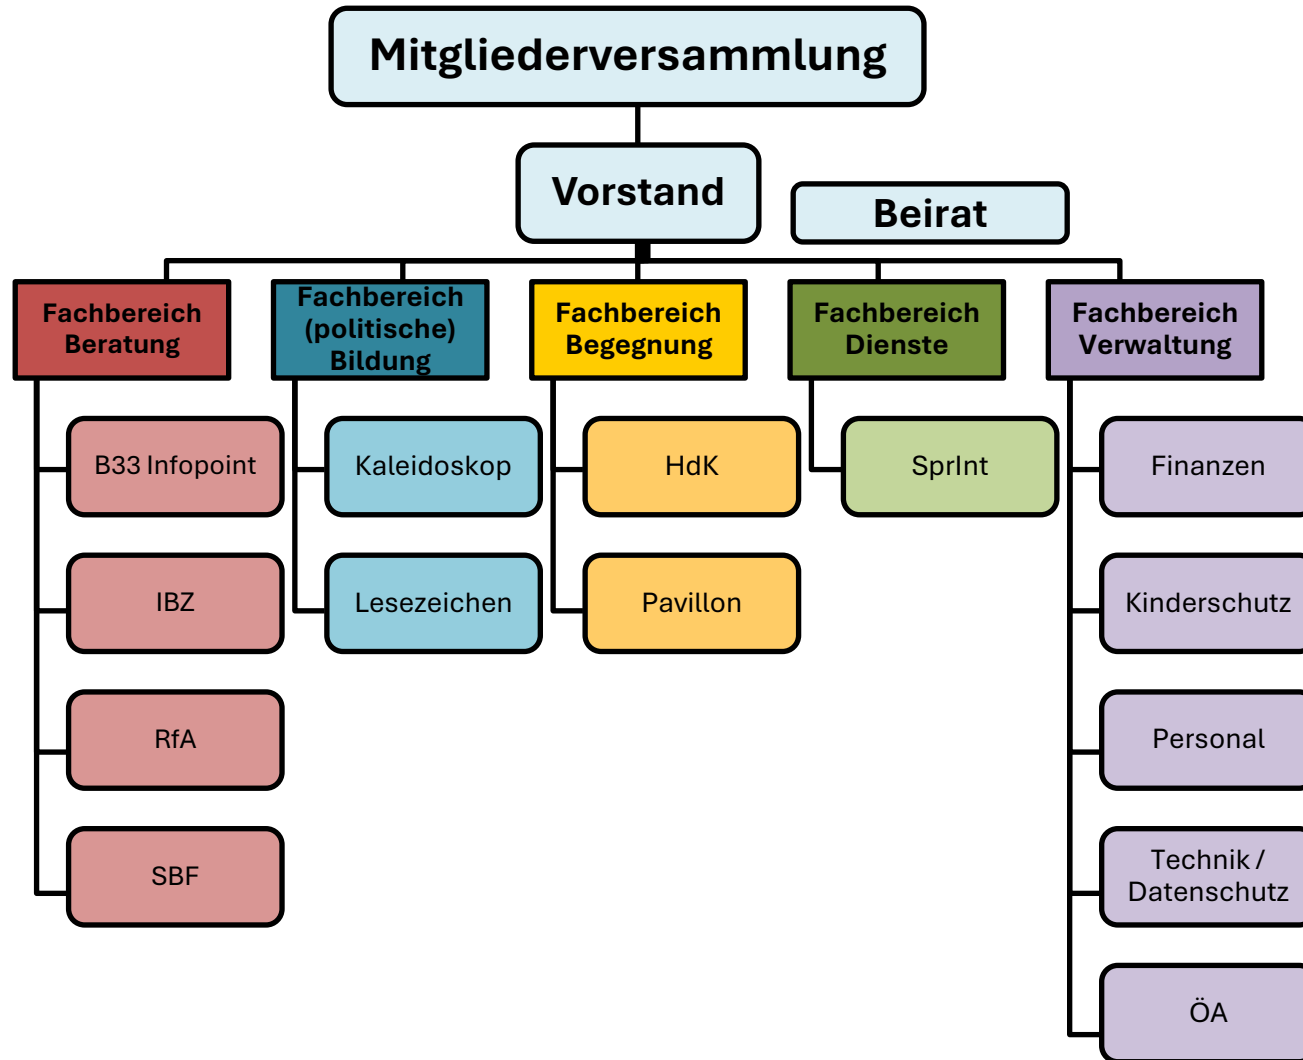 Mitgliederversammlung
Vorstand
Beirat
Fachbereich
Beratung
Fachbereich
(politische)
Bildung
Fachbereich
Begegnung
Fachbereich
Dienste
Fachbereich
Verwaltung
B33 Infopoint
Kaleidoskop
HdK
SprInt
Finanzen
IBZ
Lesezeichen
Pavillon
Kinderschutz
RfA
Personal
SBF
Technik /
Datenschutz
ÖA